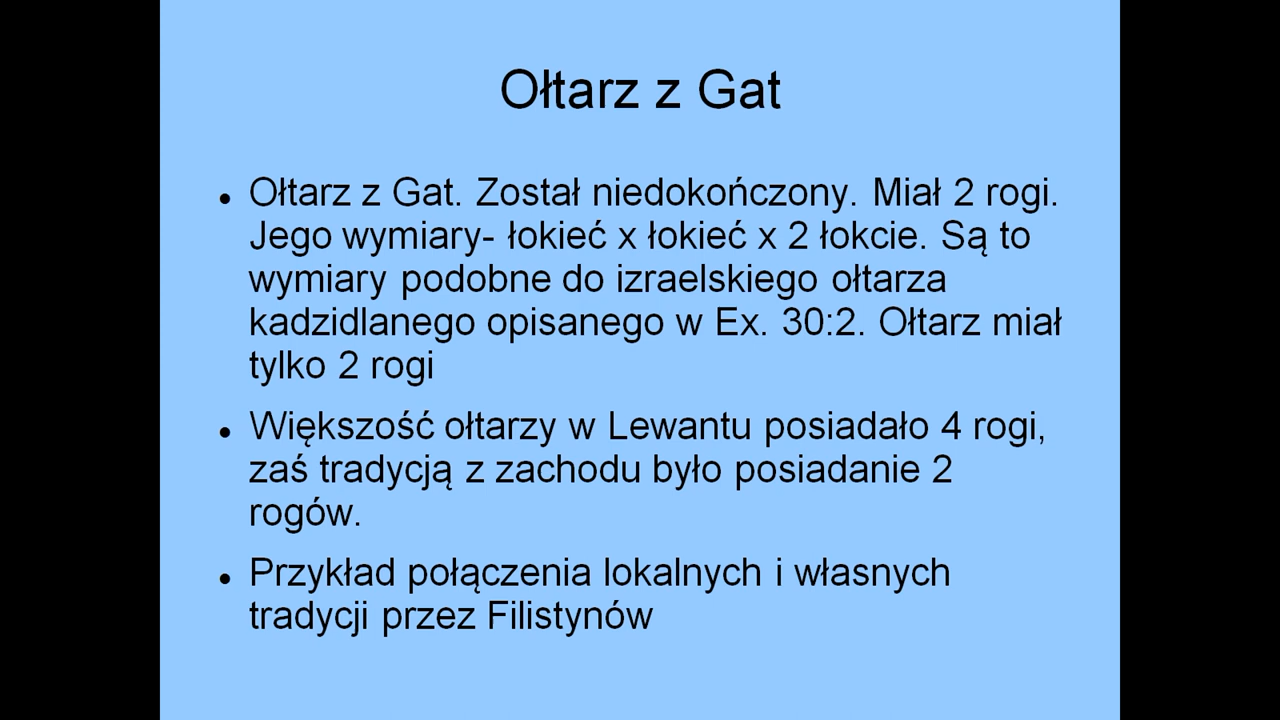 Ołtarz z Gat
● Ołtarz z Gat. Został niedokończony. Miał 2 rogi.
Jego wymiary- łokieć x łokieć x 2 łokcie. Są to
wymiary podobne do izraelskiego ołtarza
kadzidlanego opisanego w Ex. 30:2. Ołtarz miał
tylko 2 rogi
● Większość ołtarzy w Lewantu posiadało 4 rogi,
zaś tradycją z zachodu było posiadanie 2
rogów.
● Przykład połączenia lokalnych i własnych
tradycji przez Filistynów